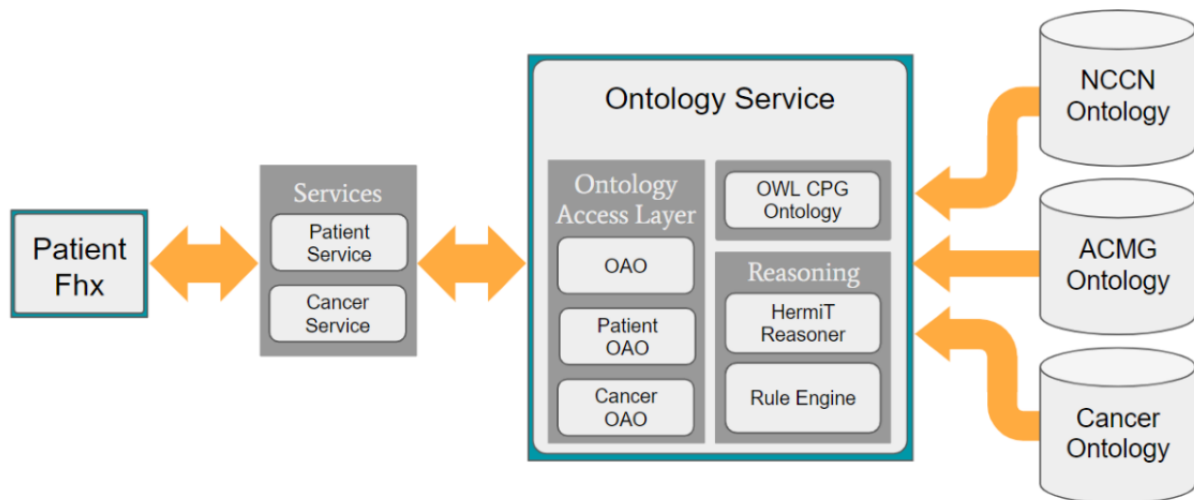 Patient
Fhx
Services
Patient
Service
Cancer
Service
Ontology Service
Ontology
Access Layer
OAO
Patient
OAO
Cancer
OAO
OWL CPG
Ontology
Reasoning
HermiT
Reasoner
Rule Engine
NCCN
Ontology
ACMG
Ontology
Cancer
Ontology